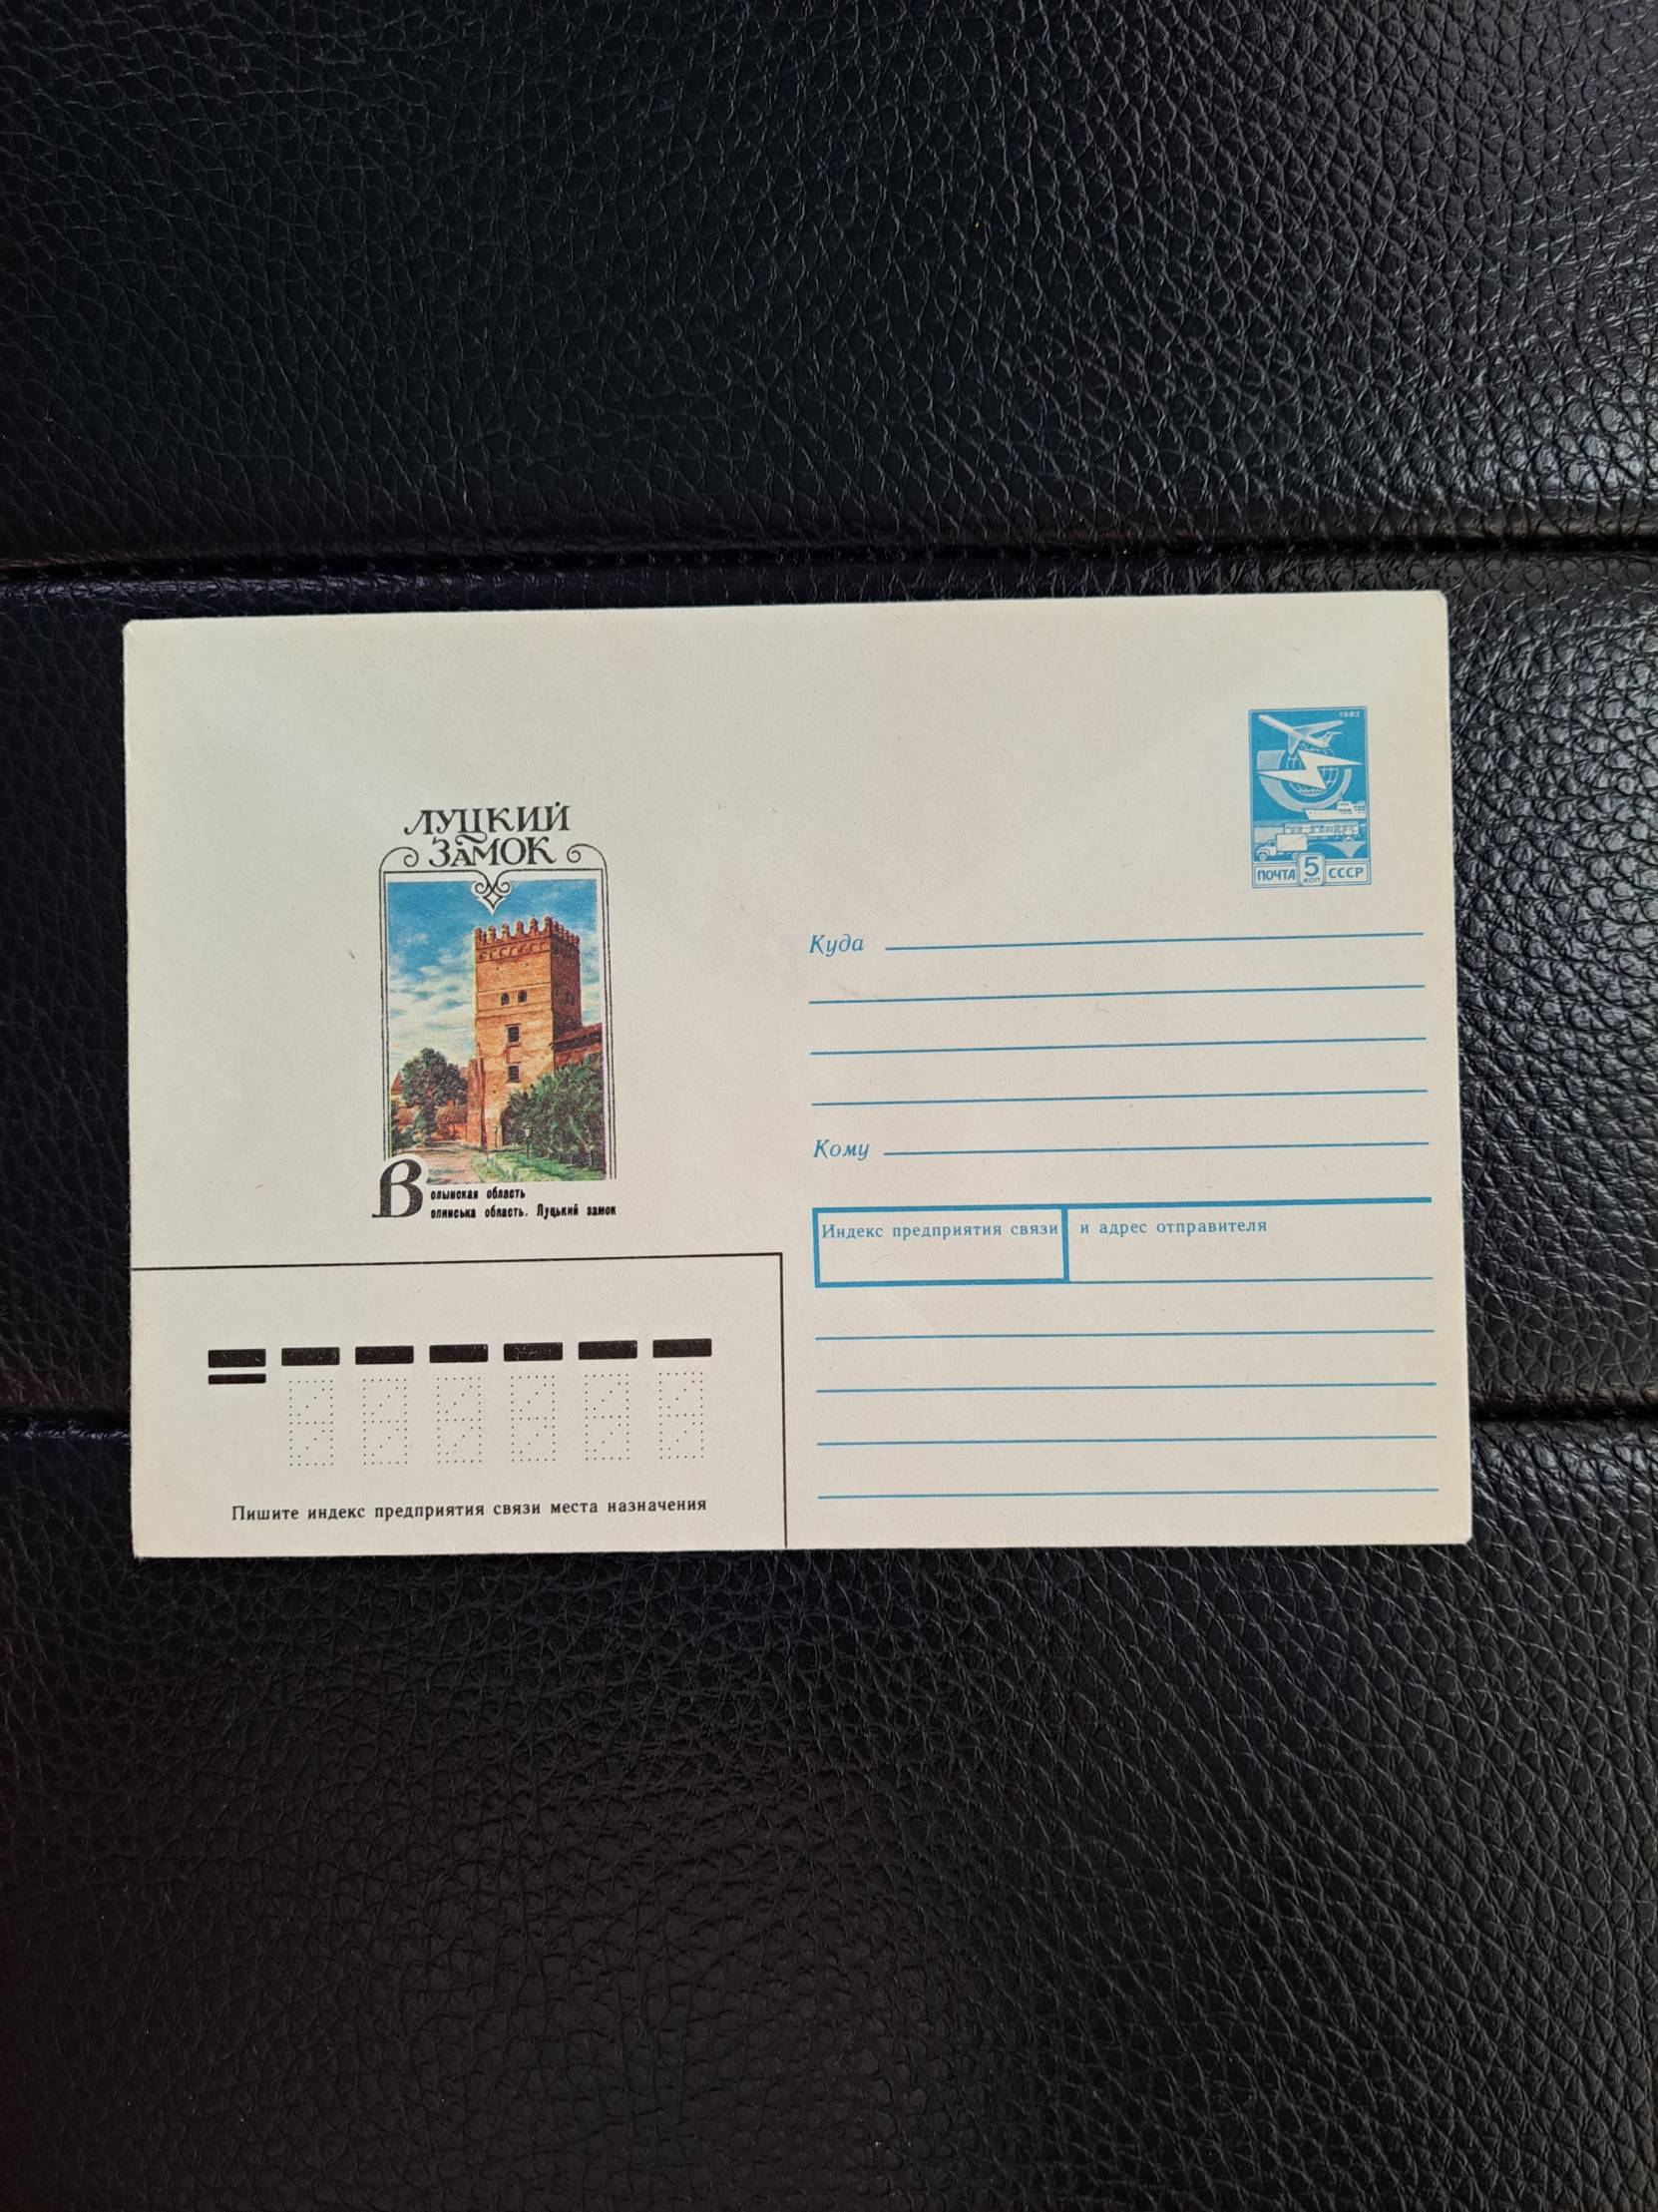 1982
ПОЧТА 5 КОП СССР
ЛУЦКИЙ
ЗАМОК
Волынская область
Волинська область. Луцький замок
Куда
Кому
Индекс предприятия связи и адрес отправителя
Пишите индекс предприятия связи места назначения